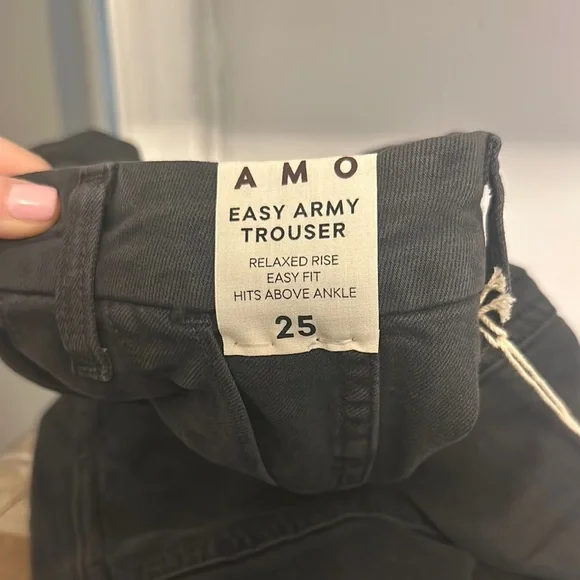 AMO
EASY ARMY
TROUSER
RELAXED RISE
EASY FIT
HITS ABOVE ANKLE
25